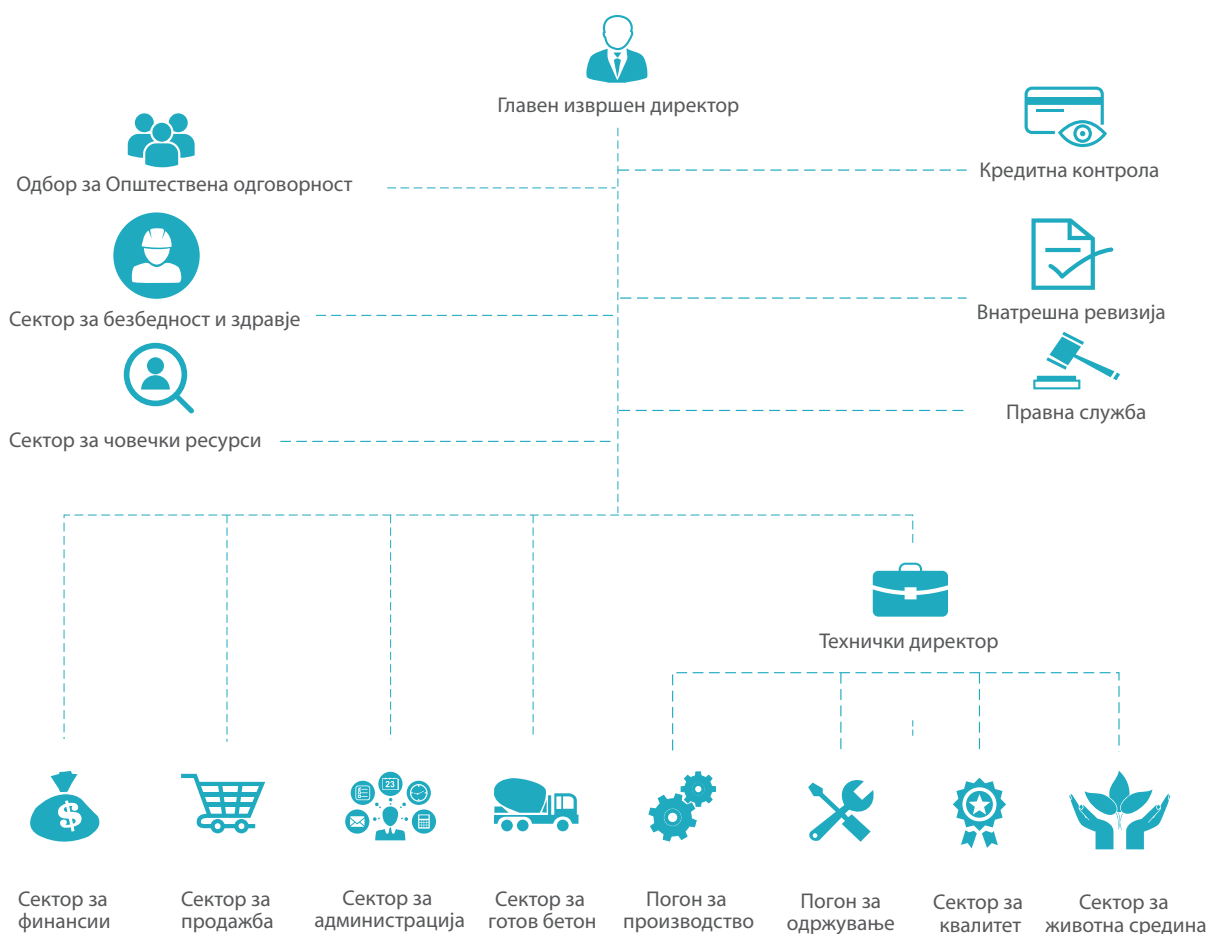 Главен извршен директор
Одбор за Општествена одговорност
Кредитна контрола
Сектор за безбедност и здравје
Внатрешна ревизија
Сектор за човечки ресурси
Правна служба
Технички директор
23
$
Сектор за
финансии
Сектор за
продажба
Сектор за
администрација
Сектор за
готов бетон
Погон за
производство
Погон за
одржување
Сектор за
квалитет
Сектор за
животна средина